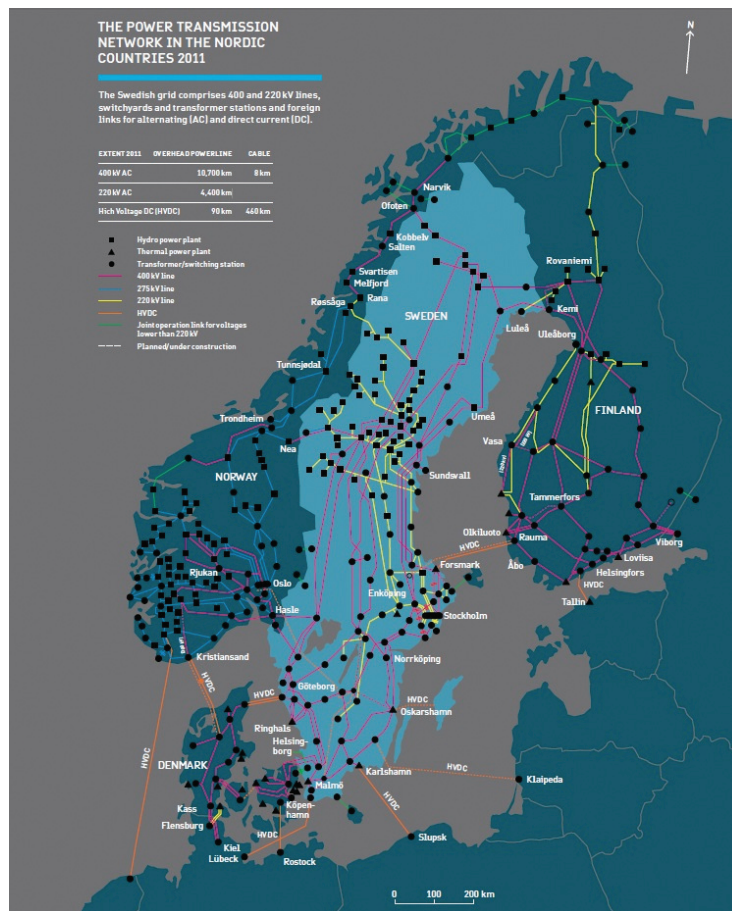 THE POWER TRANSMISSION
NETWORK IN THE NORDIC
COUNTRIES 2011
The Swedish grid comprises 400 and 220 kV lines,
switchyards and transformer stations and foreign
links for alternating (AC) and direct current (DC).
EXTENT 2011 OVERHEAD POWERLINE CABLE
400 kV AC 10,700 km 8 km
220 kV AC 4,400 km
Hich Voltage DC (HVDC) 90 km 460 km
Hydro power plant
Thermal power plant
Transformer/switching station
400 kV line
275 kV line
220 kV line
HVDC
Joint operation link for voltages
lower than 220 kV
Planned/under construction
N
Narvik
Ofoten
Kobbelv
Salten
Svartisen
Melfjord
Rana
Røssåga
Rovaniemi
Kemi
SWEDEN
Luleå
Uleåborg
Tunnsjødal
FINLAND
Trondheim
Umeå
Nea
Vasa
NORWAY
Sundsvall
Tammerfors
Olkiluoto
Rauma
Viborg
HVDC
Loviisa
Rjukan
Oslo
Forsmark
Åbo
Helsingfors
HVDC
Enköping
Tallin
Hasle
Stockholm
Kristiansand
Norrköping
HVDC
HVDC
Göteborg
HVDC
Oskarshamn
Ringhals
Helsing-
borg
HVDC
DENMARK
HVDC
Karlshamn
Klaipeda
Malmö
Kass
Köpen-
hamn
HVDC
Flensburg
HVDC
Kiel
Slupsk
Lübeck
Rostock
0 100 200 km